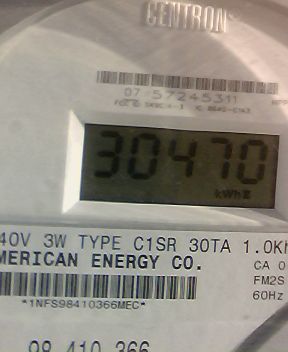 CENTRON
07 57245311
30470
kWh
40V 3W TYPE C1SR 30TA 1.0Kh
MERICAN ENERGY CO.
CA 0
FM2S
60Hz
*1NFS98410366MEC*
98 410 366